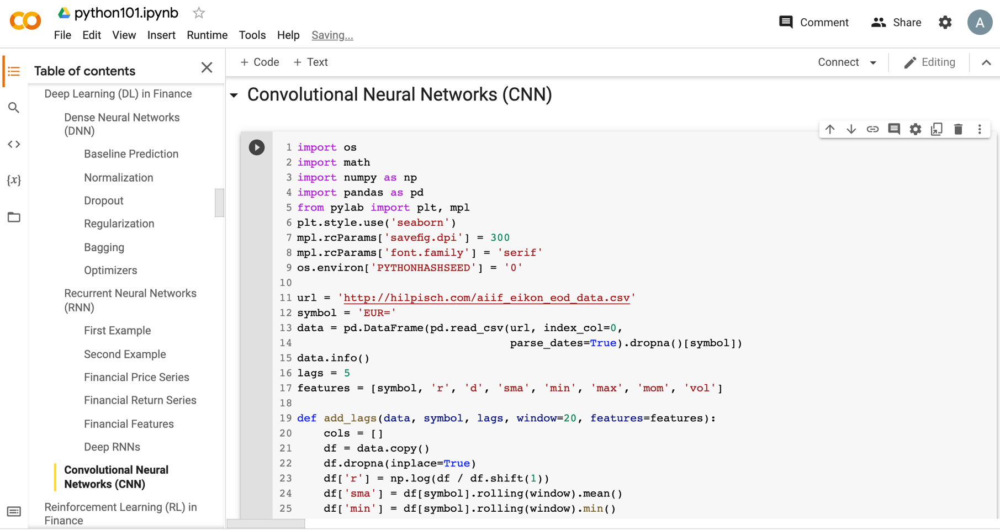 python101.ipynb
File Edit View Insert Runtime Tools Help Saving...
Comment Share A
Table of contents
Deep Learning (DL) in Finance
Dense Neural Networks
(DNN)
Baseline Prediction
Normalization
Dropout
Regularization
Bagging
Optimizers
Recurrent Neural Networks
(RNN)
First Example
Second Example
Financial Price Series
Financial Return Series
Financial Features
Deep RNNs
Convolutional Neural
Networks (CNN)
Reinforcement Learning (RL) in
Finance
{x}
+ Code + Text
Connect Editing
Convolutional Neural Networks (CNN)
1 import os
2 import math
3 import numpy as np
4 import pandas as pd
5 from pylab import plt, mpl
6 plt.style.use('seaborn')
7 mpl.rcParams['savefig.dpi'] = 300
8 mpl.rcParams['font.family'] = 'serif'
9 os.environ['PYTHONHASHSEED'] = '0'
10
11 url = 'http://hilpisch.com/aiif_eikon_eod_data.csv'
12 symbol = 'EUR='
13 data = pd.DataFrame(pd.read_csv(url, index_col=0,
14 parse_dates=True).dropna()[symbol])
15 data.info()
16 lags = 5
17 features = [symbol, 'r', 'd', 'sma', 'min', 'max', 'mom', 'vol']
18
19 def add_lags(data, symbol, lags, window=20, features=features):
20 cols = []
21 df = data.copy()
22 df.dropna(inplace=True)
23 df['r'] = np.log(df / df.shift(1))
24 df['sma'] = df[symbol].rolling(window).mean()
25 df['min'] = df[symbol].rolling(window).min()